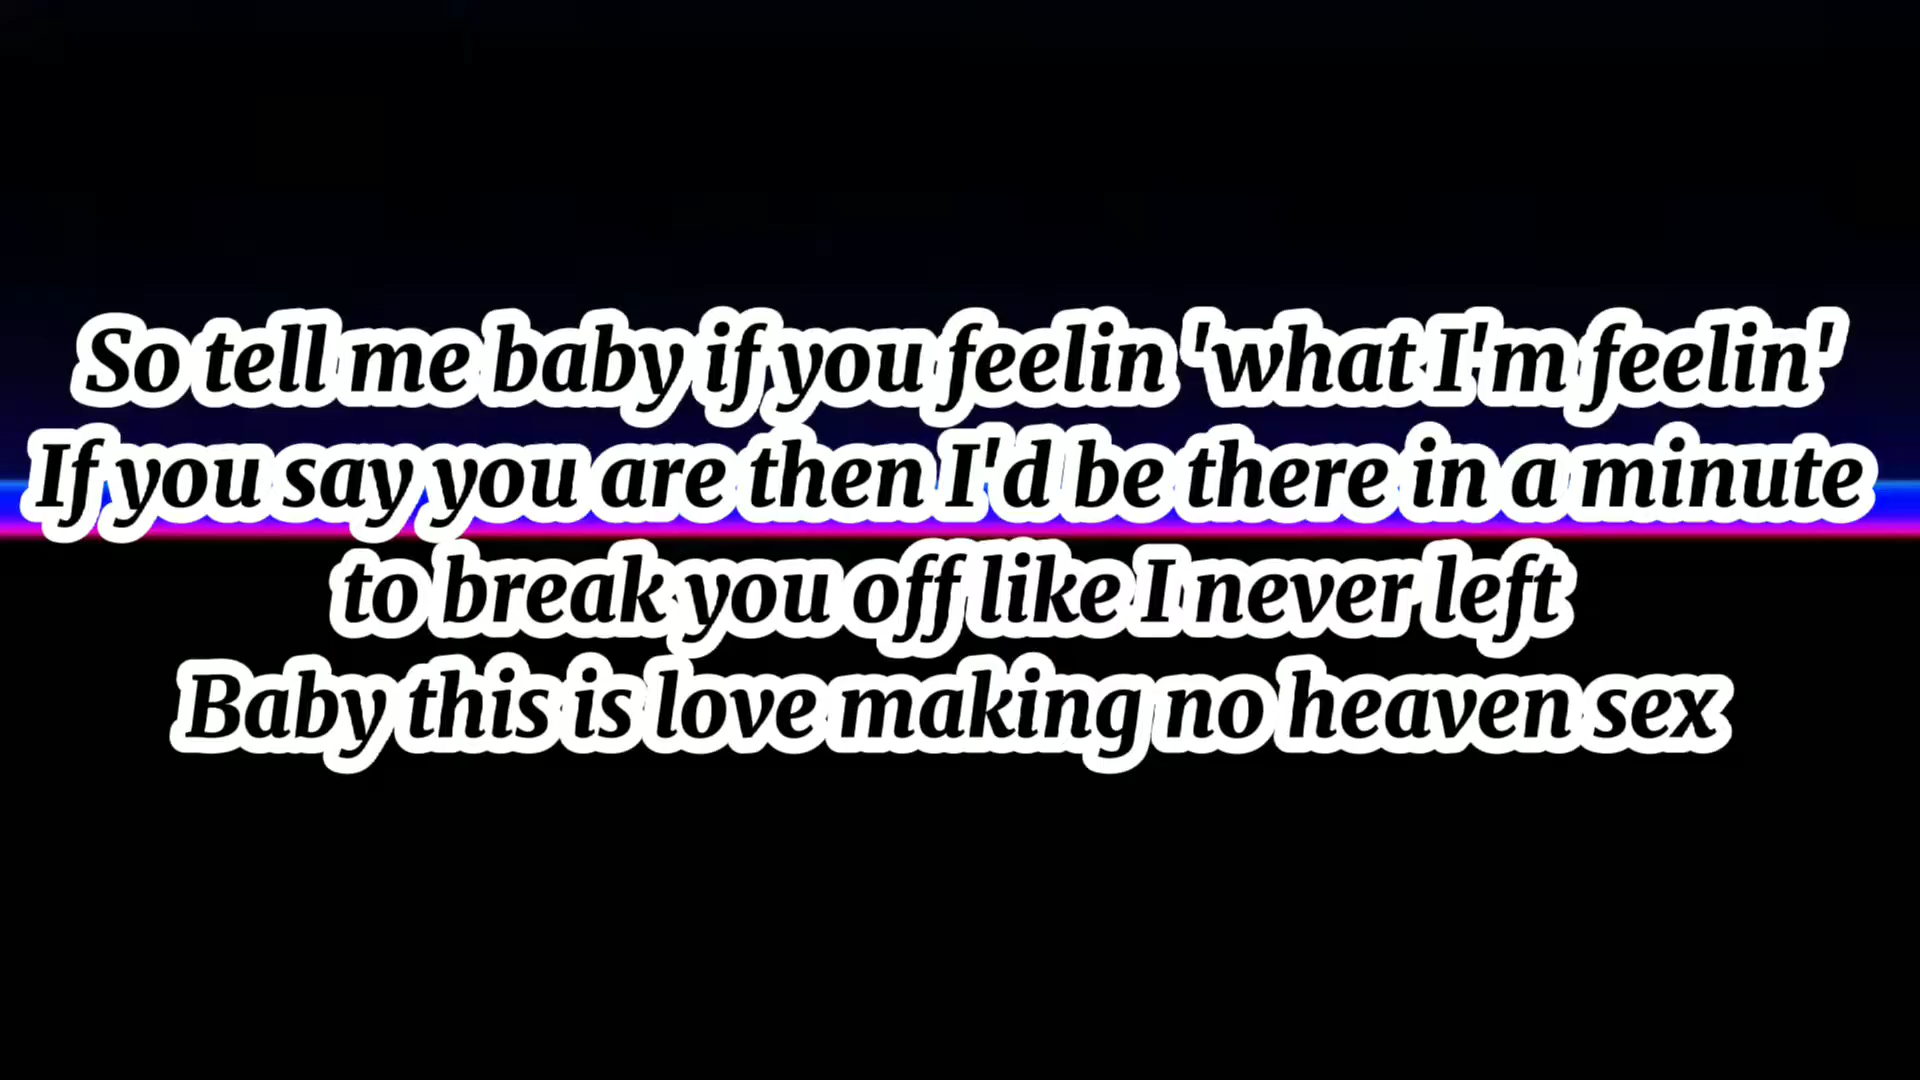 So tell me baby if you feelin 'what I'm feelin'
If you say you are then I'd be there in a minute
to break you off like I never left
Baby this is love making no heaven sex